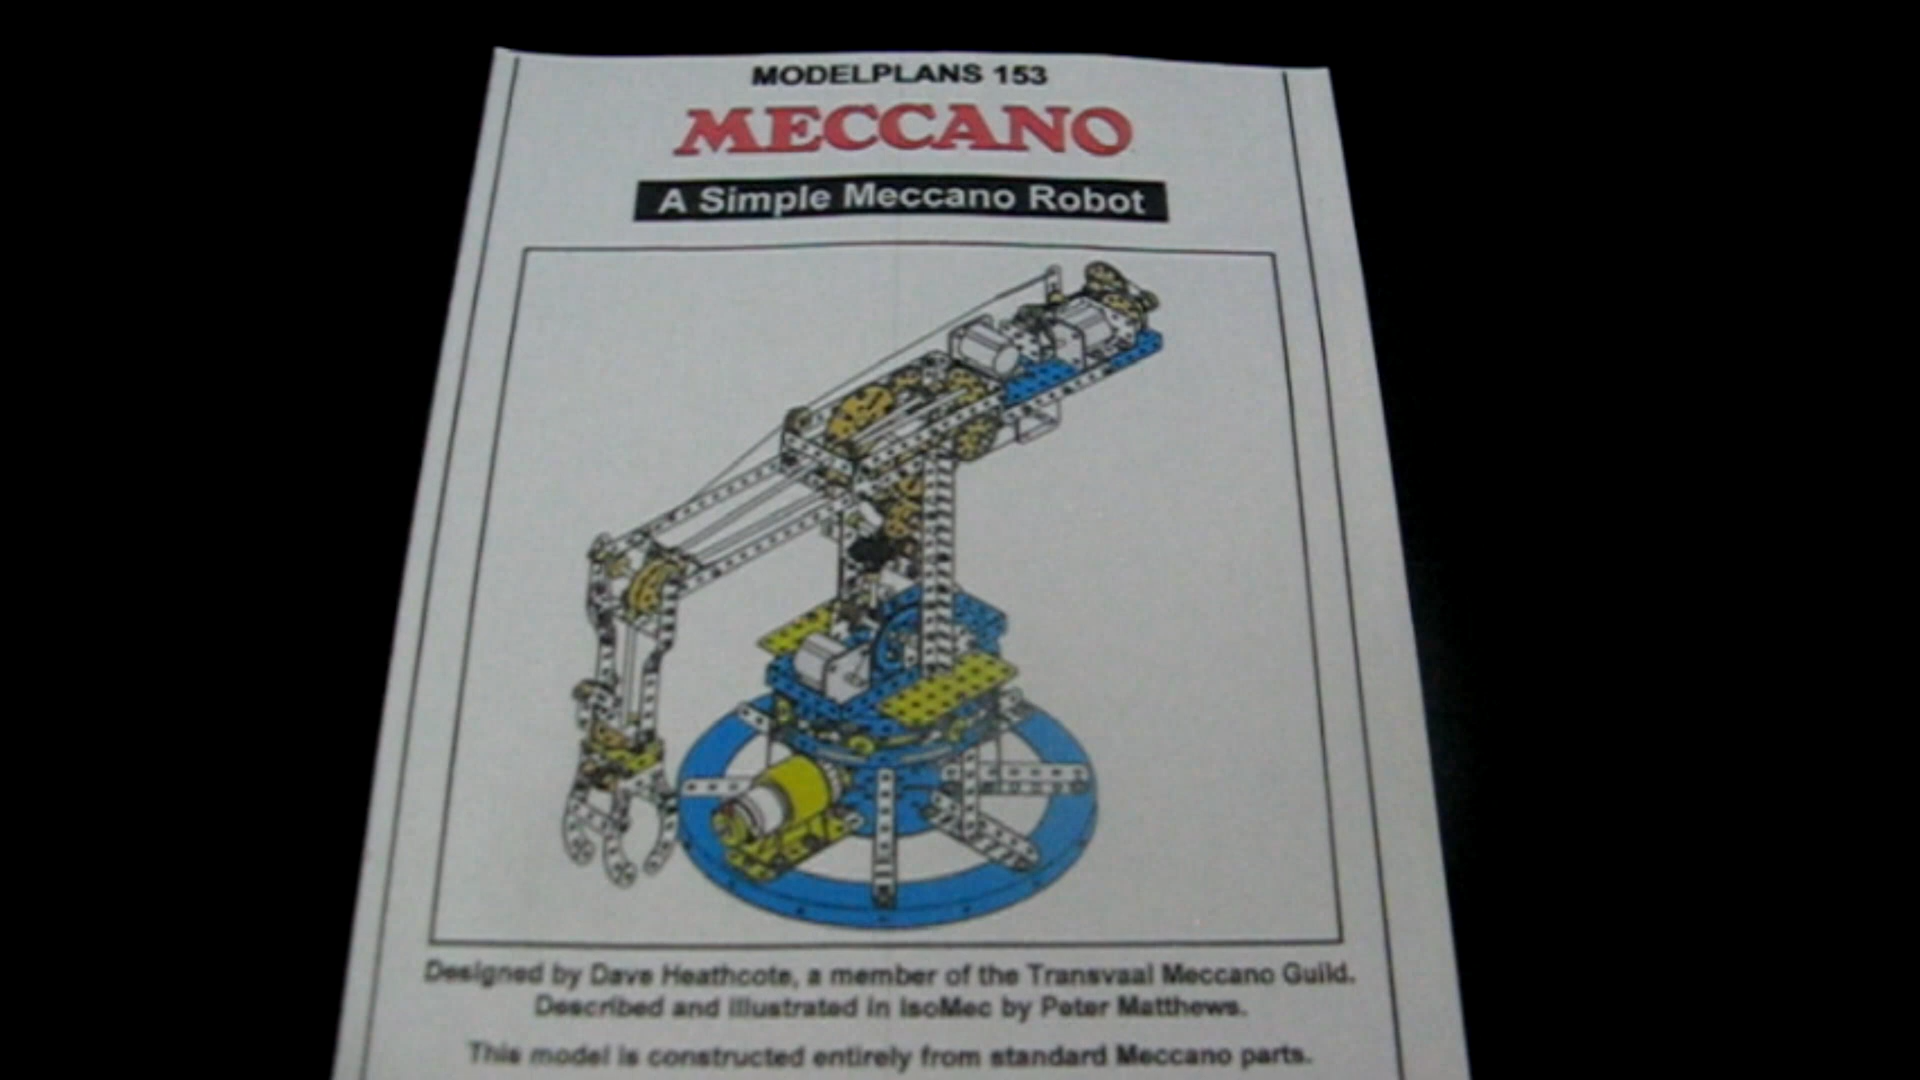 MODELPLANS 153
MECCANO
A Simple Meccano Robot
Designed by Dave Heathcote, a member of the Transvaal Meccano Guild.
Described and illustrated in IsoMec by Peter Matthews.
This model is constructed entirely from standard Meccano parts.